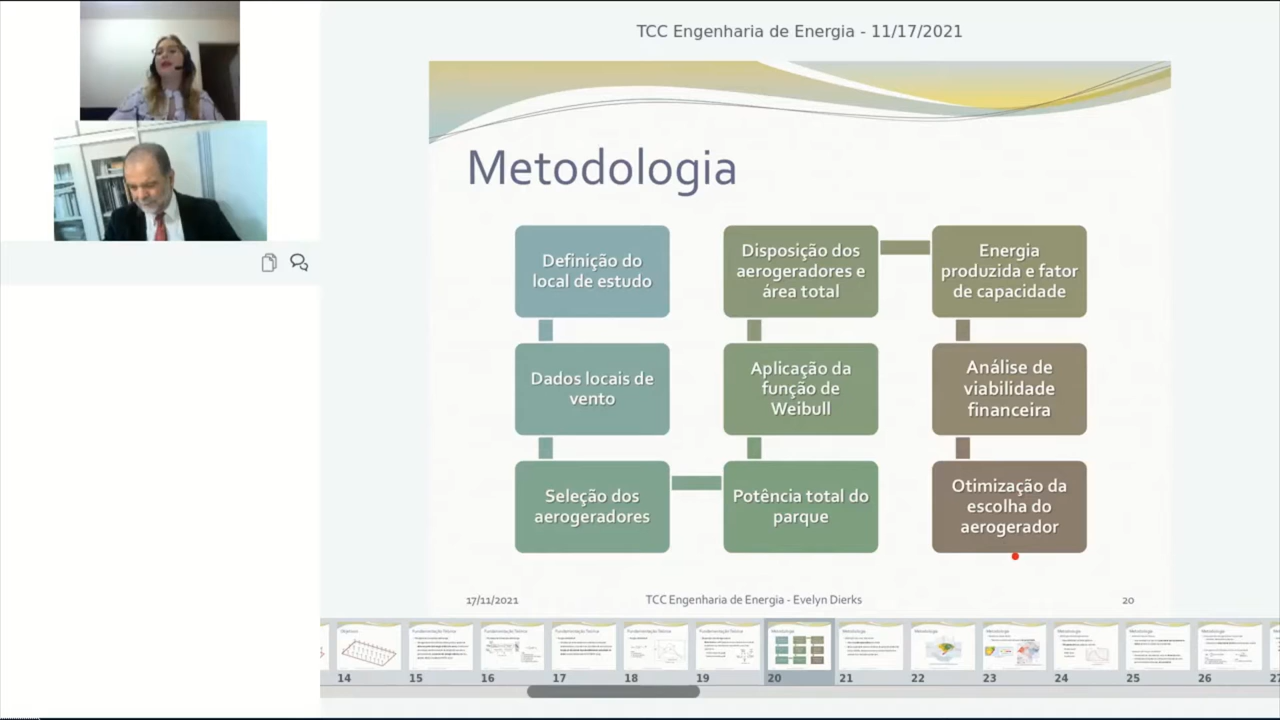 TCC Engenharia de Energia - 11/17/2021
Metodologia
Definição do
local de estudo
Dados locais de
vento
Seleção dos
aerogeradores
Potência total do
parque
Aplicação da
função de
Weibull
Disposição dos
aerogeradores e
área total
Energia
produzida e fator
de capacidade
Análise de
viabilidade
financeira
Otimização da
escolha do
aerogerador
17/11/2021
TCC Engenharia de Energia - Evelyn Dierks
20
14
15
16
17
18
19
20
21
22
23
24
25
26